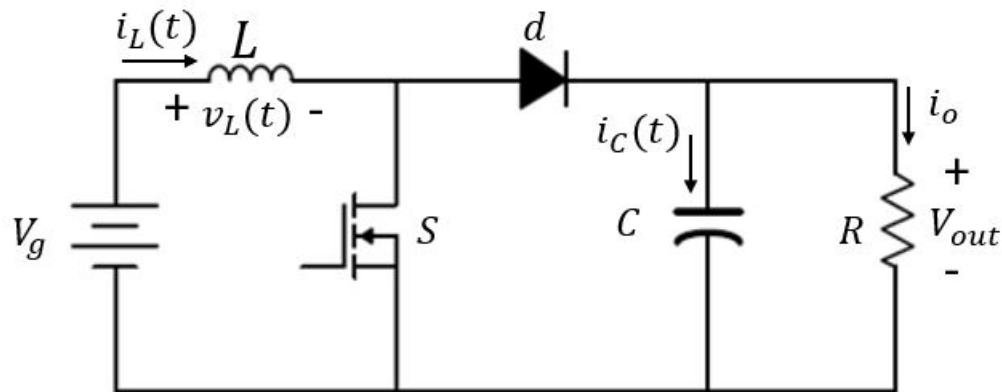 i_L(t)
L
d
+ v_L(t) -
i_C(t)
i_o
V_g
S
C
R
+
V_out
-